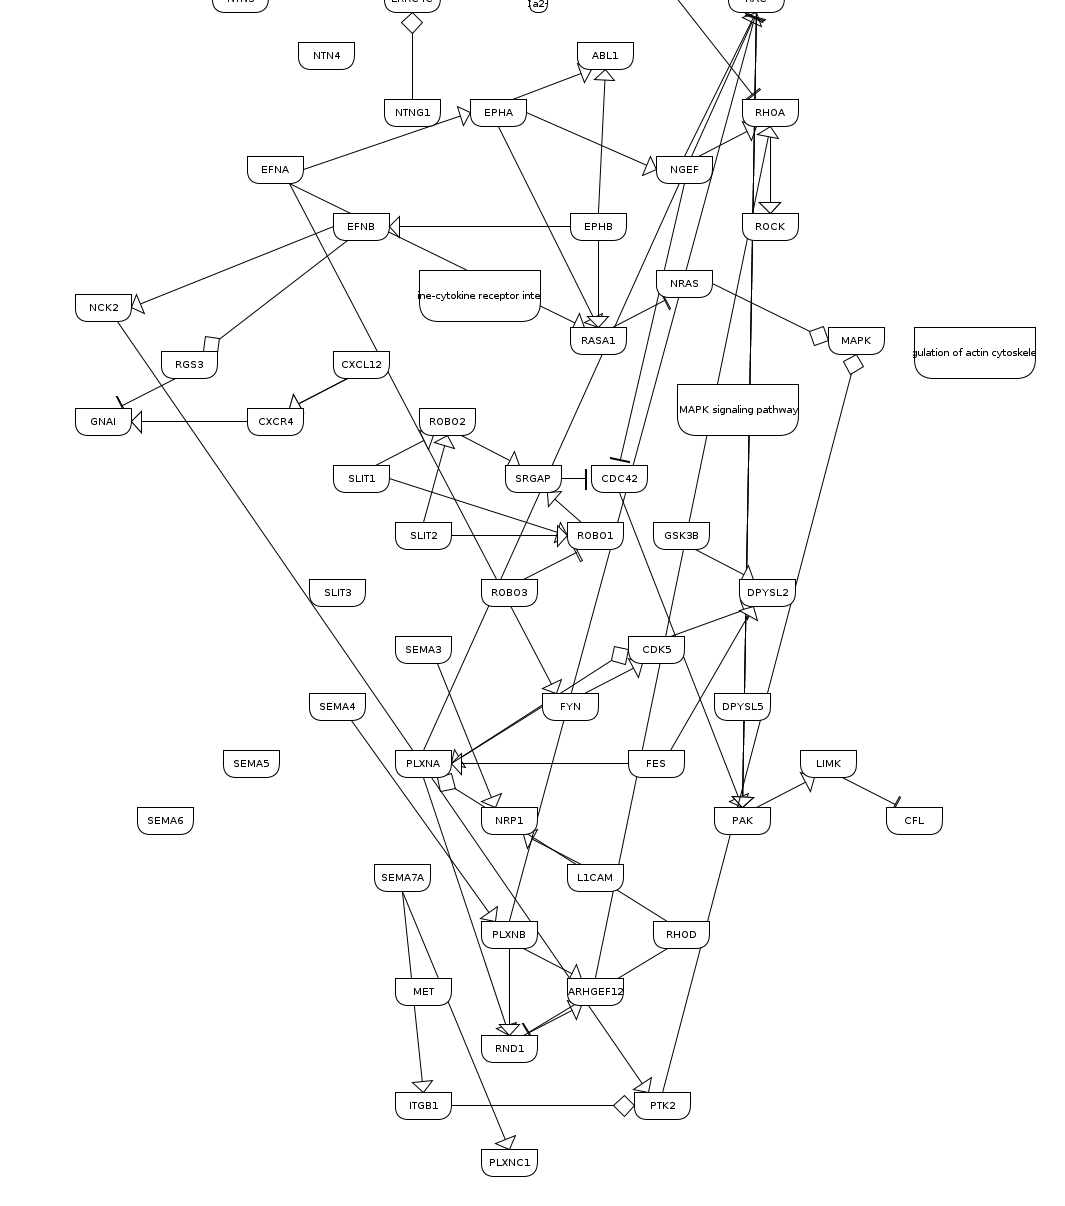 NTN4
ABL1
NTNG1
EPHA
RHOA
EFNA
NGEF
EFNB
EPHB
ROCK
ine-cytokine receptor inte
NRAS
NCK2
RASA1
MAPK
gulation of actin cytoskele
RGS3
CXCL12
MAPK signaling pathway
GNAI
CXCR4
ROBO2
SLIT1
SRGAP
CDC42
SLIT2
ROBO1
GSK3B
SLIT3
ROBO3
DPYSL2
SEMA3
CDK5
SEMA4
FYN
DPYSL5
SEMA5
PLXNA
FES
LIMK
SEMA6
NRP1
PAK
CFL
SEMA7A
L1CAM
PLXNB
RHOD
MET
ARHGEF12
RND1
ITGB1
PTK2
PLXNC1